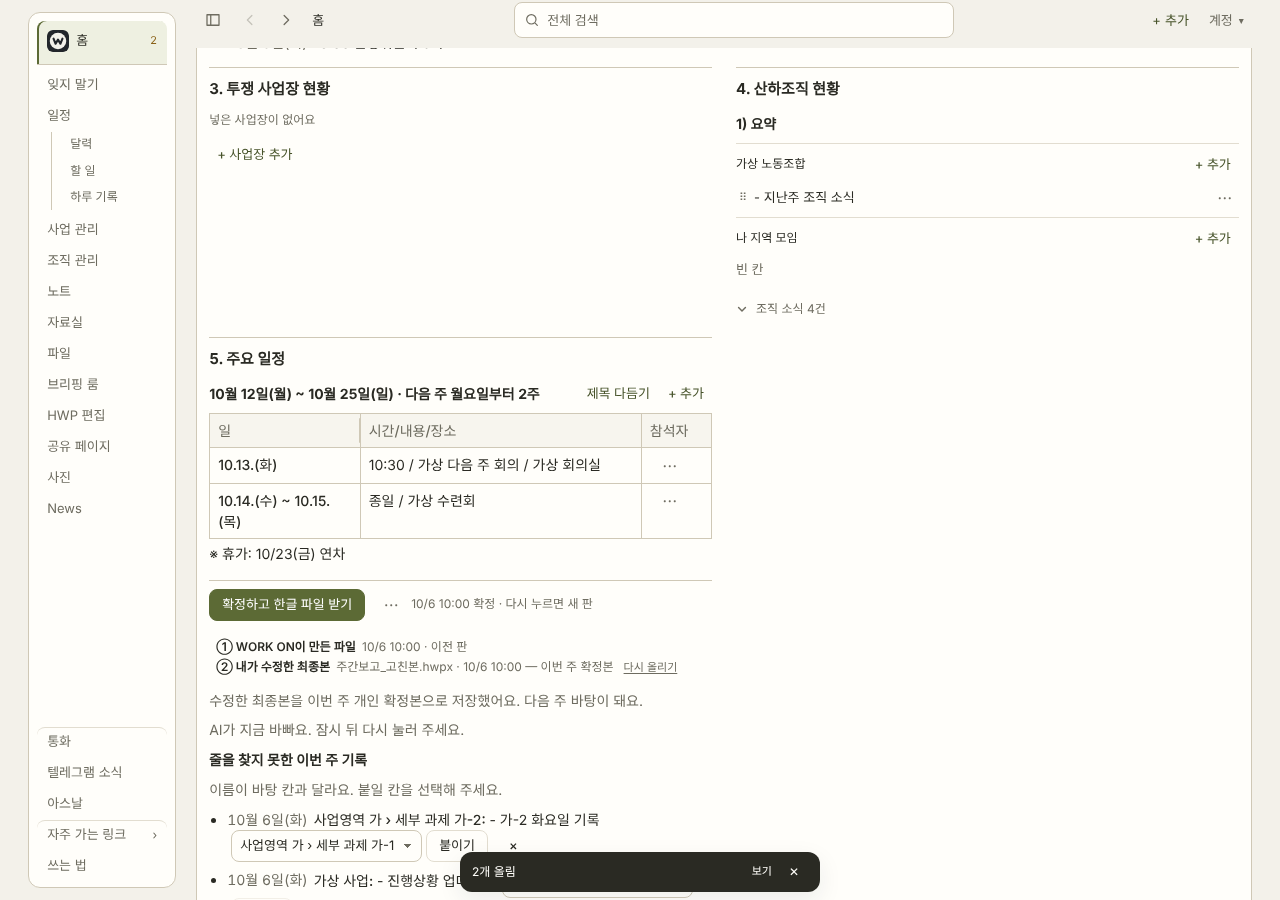 홈 2
잊지 말기
일정
달력
할 일
하루 기록
사업 관리
조직 관리
노트
자료실
파일
브리핑 룸
HWP 편집
공유 페이지
사진
News
통화
텔레그램 소식
아스날
자주 가는 링크 ›
쓰는 법
홈
전체 검색
+ 추가
계정 ▾
3. 투쟁 사업장 현황
넣은 사업장이 없어요
+ 사업장 추가
4. 산하조직 현황
1) 요약
가상 노동조합 + 추가
- 지난주 조직 소식 ···
나 지역 모임 + 추가
빈 칸
조직 소식 4건
5. 주요 일정
10월 12일(월) ~ 10월 25일(일) · 다음 주 월요일부터 2주 제목 다듬기 + 추가
일 시간/내용/장소 참석자
10.13.(화) 10:30 / 가상 다음 주 회의 / 가상 회의실 ···
10.14.(수) ~ 10.15.(목) 종일 / 가상 수련회 ···
※ 휴가: 10/23(금) 연차
확정하고 한글 파일 받기 ··· 10/6 10:00 확정 · 다시 누르면 새 판
① WORK ON이 만든 파일 10/6 10:00 · 이전 판
② 내가 수정한 최종본 주간보고_고친본.hwpx · 10/6 10:00 — 이번 주 확정본 다시 올리기
수정한 최종본을 이번 주 개인 확정본으로 저장했어요. 다음 주 바탕이 돼요.
AI가 지금 바빠요. 잠시 뒤 다시 눌러 주세요.
줄을 찾지 못한 이번 주 기록
이름이 바탕 칸과 달라요. 붙일 칸을 선택해 주세요.
• 10월 6일(화) 사업영역 가 › 세부 과제 가-2: - 가-2 화요일 기록
사업영역 가 › 세부 과제 가-1 붙이기 ×
• 10월 6일(화) 가상 사업: - 진행상황
2개 올림 보기 ×